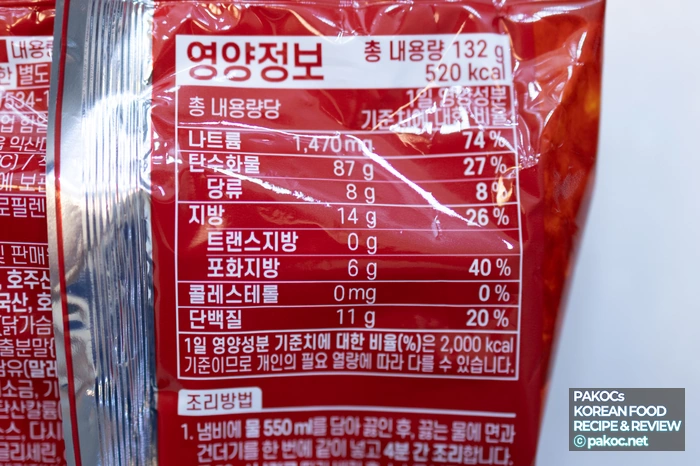 영양정보
총 내용량 132 g
520 kcal
총 내용량당
1일 영양성분
기준치에 대한 비율
나트륨 1,470 mg 74 %
탄수화물 87 g 27 %
당류 8 g 8 %
지방 14 g 26 %
트랜스지방 0 g
포화지방 6 g 40 %
콜레스테롤 0 mg 0 %
단백질 11 g 20 %
1일 영양성분 기준치에 대한 비율(%)은 2,000 kcal
기준이므로 개인의 필요 열량에 따라 다를 수 있습니다.
조리방법
1. 냄비에 물 550 ml를 담아 끓인 후, 끓는 물에 면과
건더기를 한 번에 같이 넣고 4분 간 조리합니다.
PAKOCs
KOREAN FOOD
RECIPE & REVIEW
© pakoc.net